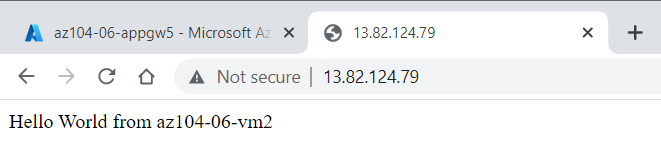 az104-06-appgw5 - Microsoft Az
13.82.124.79
Not secure
13.82.124.79
Hello World from az104-06-vm2